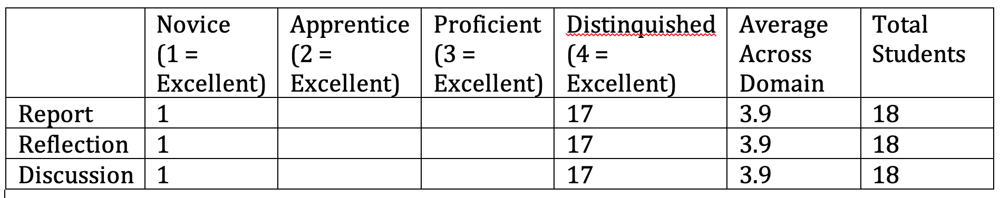 Novice Apprentice Proficient Distinquished Average Total
(1 = (2 = (3 = (4 = Across Students
Excellent) Excellent) Excellent) Excellent) Domain
Report 1 17 3.9 18
Reflection 1 17 3.9 18
Discussion 1 17 3.9 18